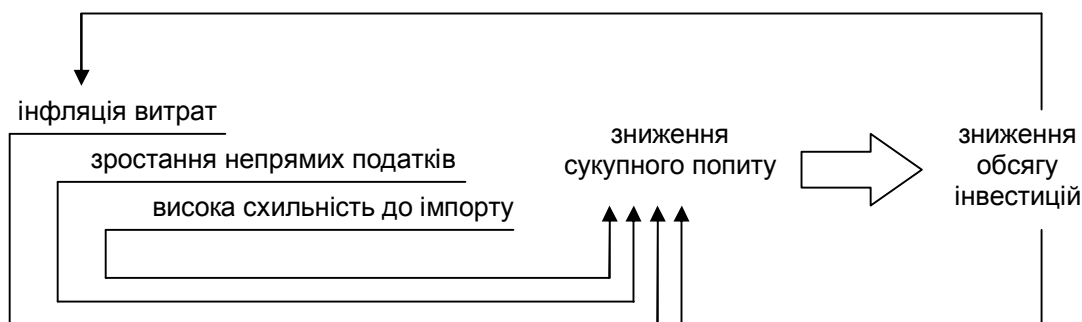 інфляція витрат
зростання непрямих податків
висока схильність до імпорту
зниження
сукупного попиту
зниження
обсягу
інвестицій